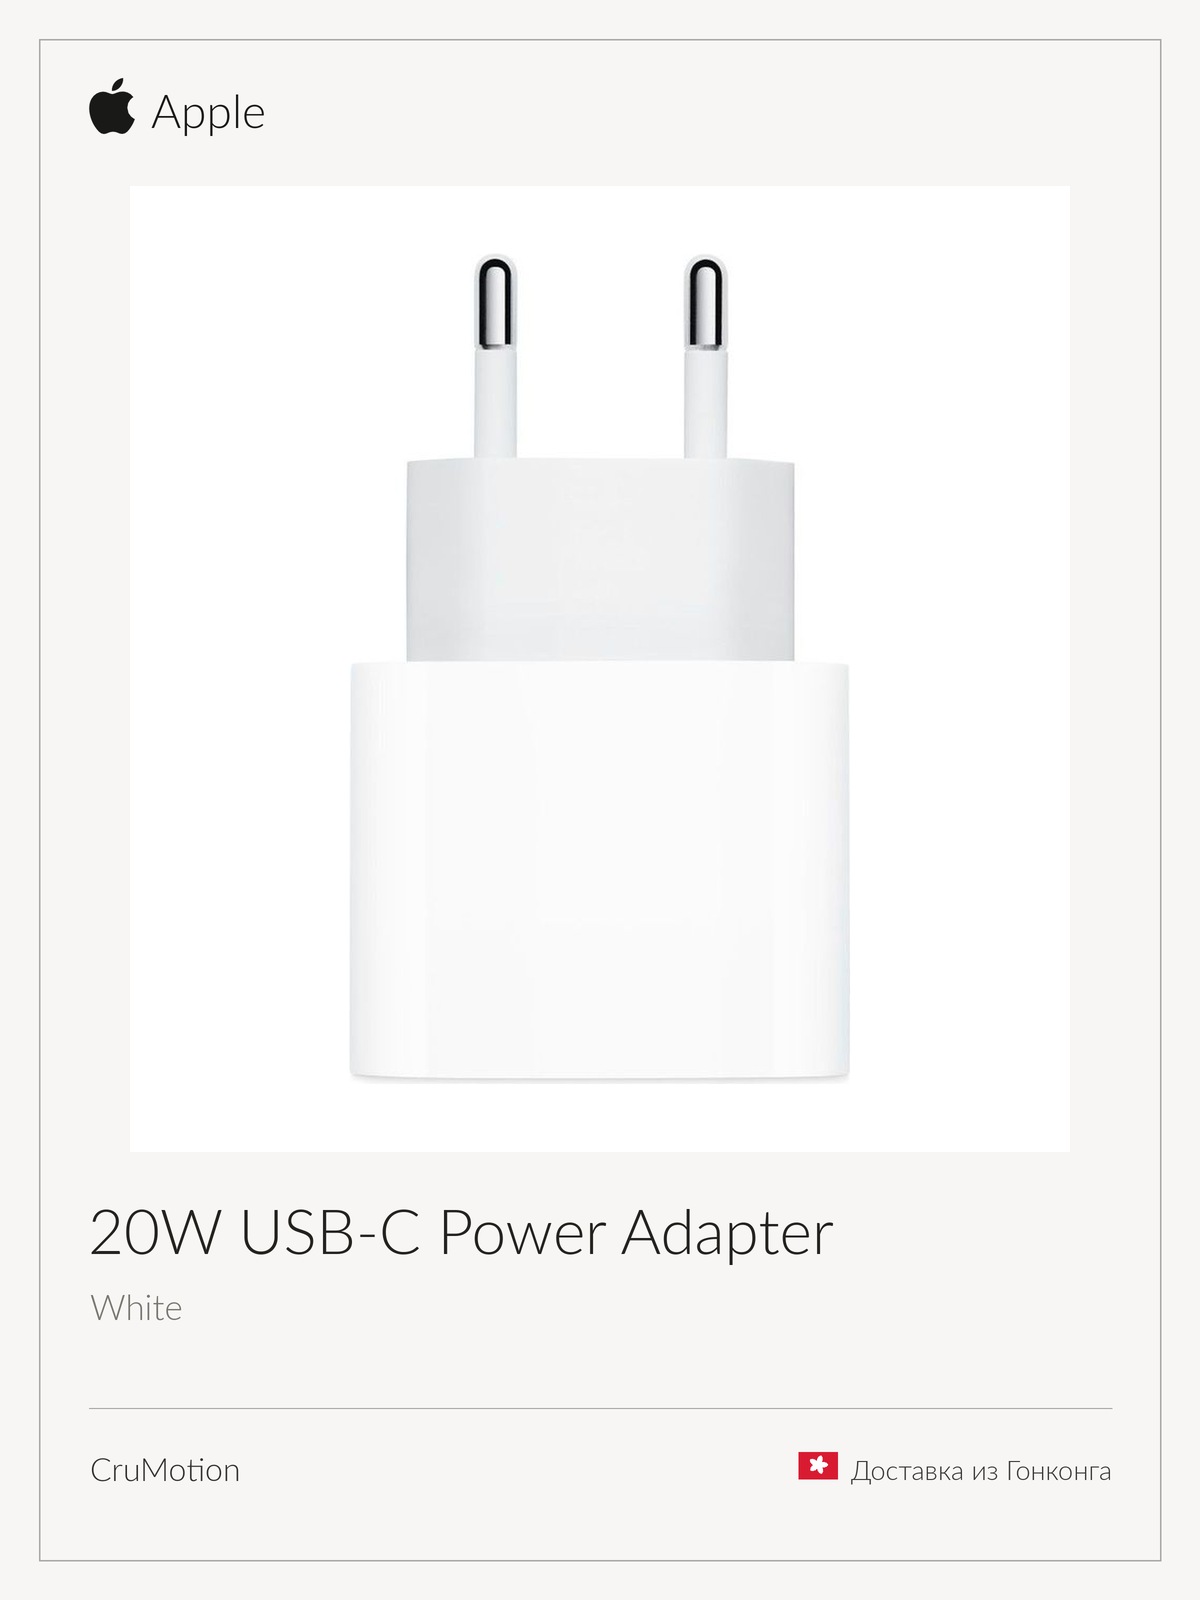 Apple
20W USB-C Power Adapter
White
CruMotion
Доставка из Гонконга